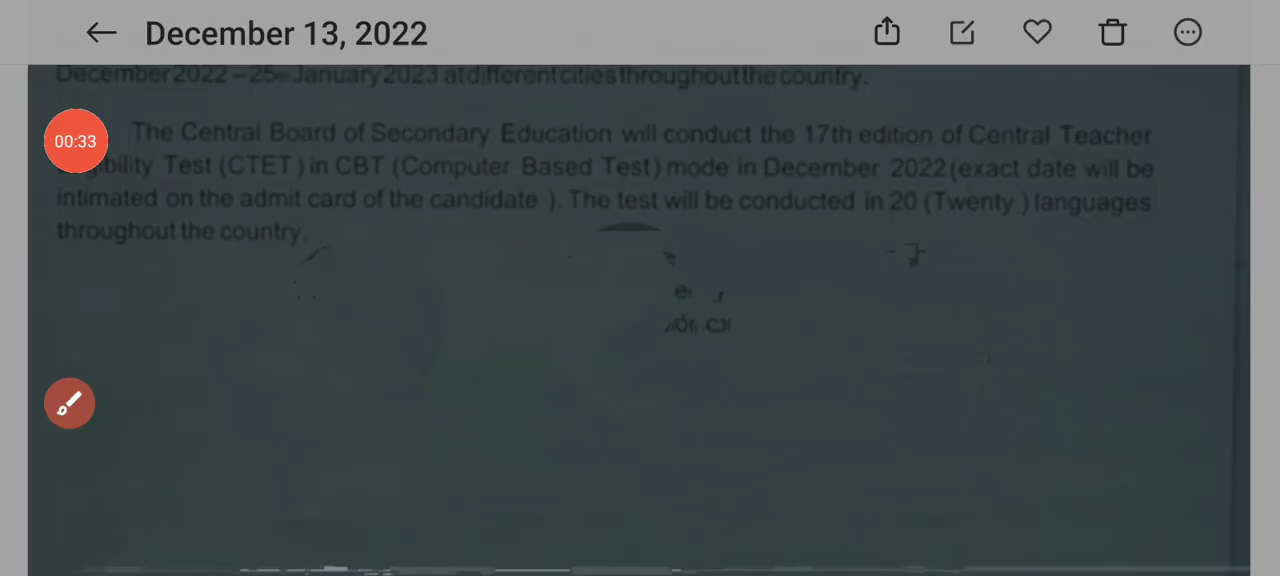 December 13, 2022
December 2022 – 25 January 2023 at different cities throughout the country.
00:33
The Central Board of Secondary Education will conduct the 17th edition of Central Teacher
bility Test (CTET ) in CBT (Computer Based Test) mode in December 2022 (exact date will be
intimated on the admit card of the candidate ). The test will be conducted in 20 (Twenty ) languages
throughout the country.